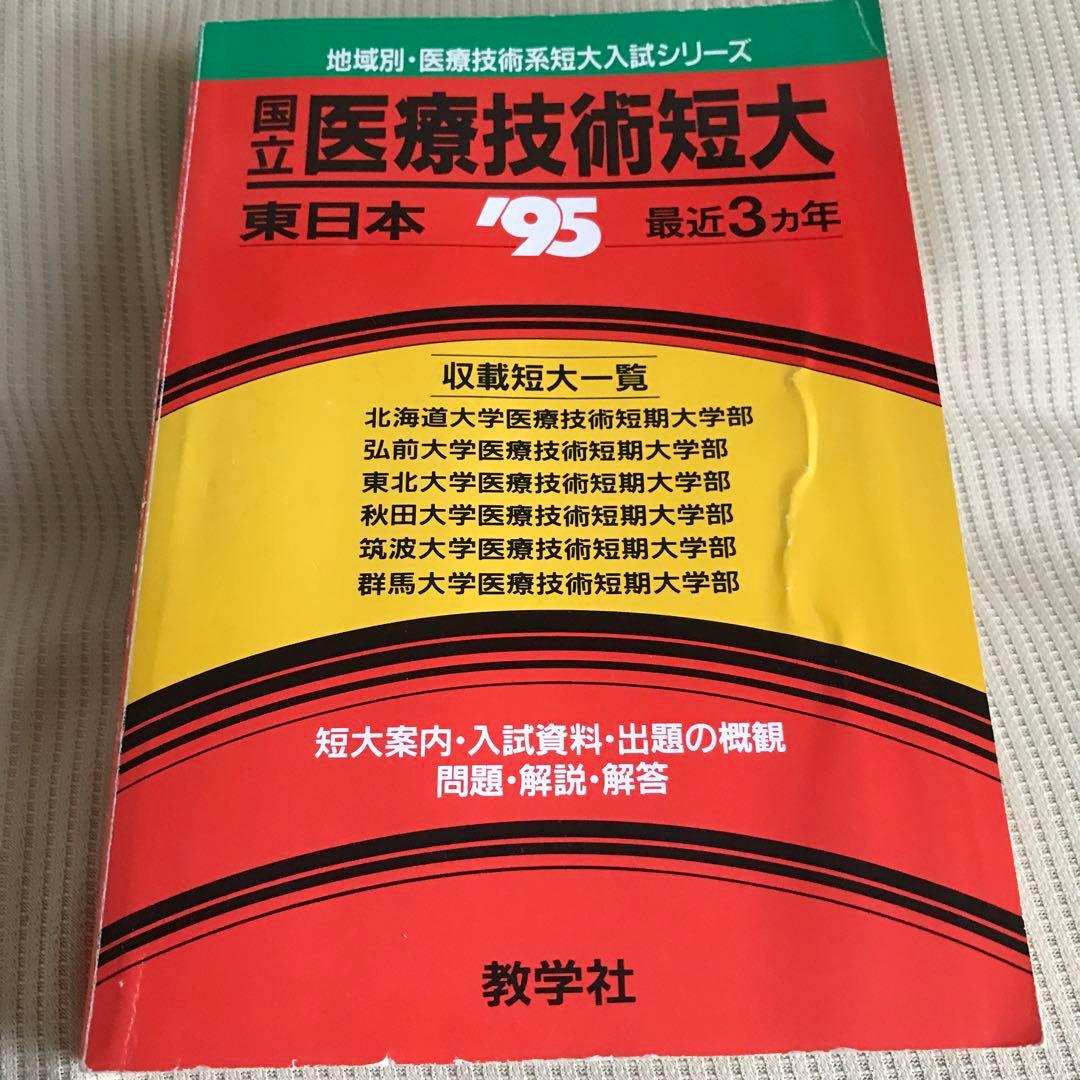 地域別・医療技術系短大入試シリーズ
国立 医療技術短大
東日本 '95 最近3ヵ年
収載短大一覧
北海道大学医療技術短期大学部
弘前大学医療技術短期大学部
東北大学医療技術短期大学部
秋田大学医療技術短期大学部
筑波大学医療技術短期大学部
群馬大学医療技術短期大学部
短大案内・入試資料・出題の概観
問題・解説・解答
教学社